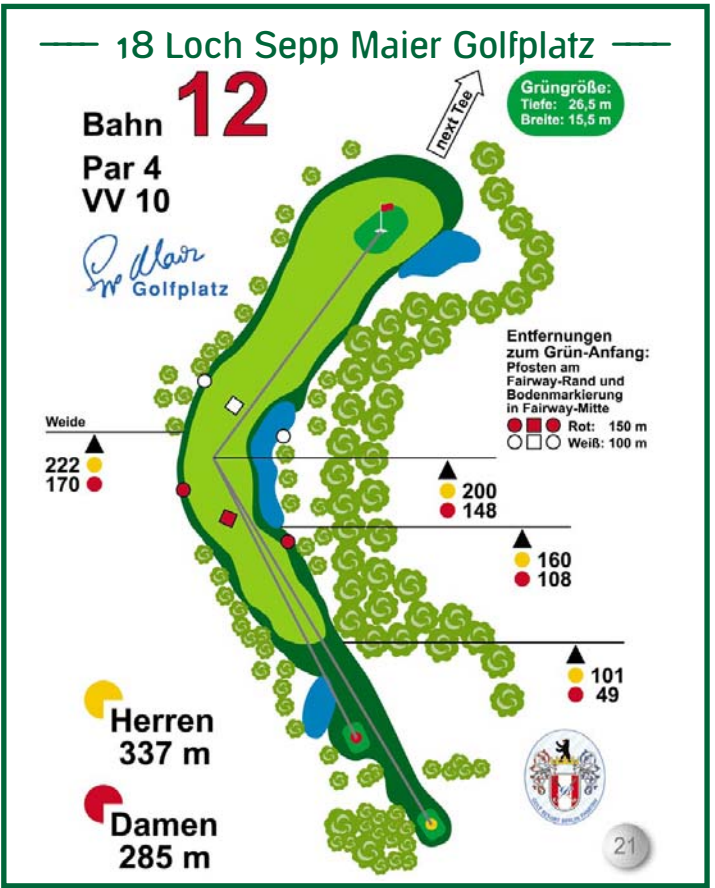 18 Loch Sepp Maier Golfplatz
Bahn 12
Par 4
VV 10
Golfplatz
next Tee
Grüngröße:
Tiefe: 26,5 m
Breite: 15,5 m
Entfernungen
zum Grün-Anfang:
Pfosten am
Fairway-Rand und
Bodenmarkierung
in Fairway-Mitte
Rot: 150 m
Weiß: 100 m
Weide
222
170
200
148
160
108
101
49
Herren
337 m
Damen
285 m
21